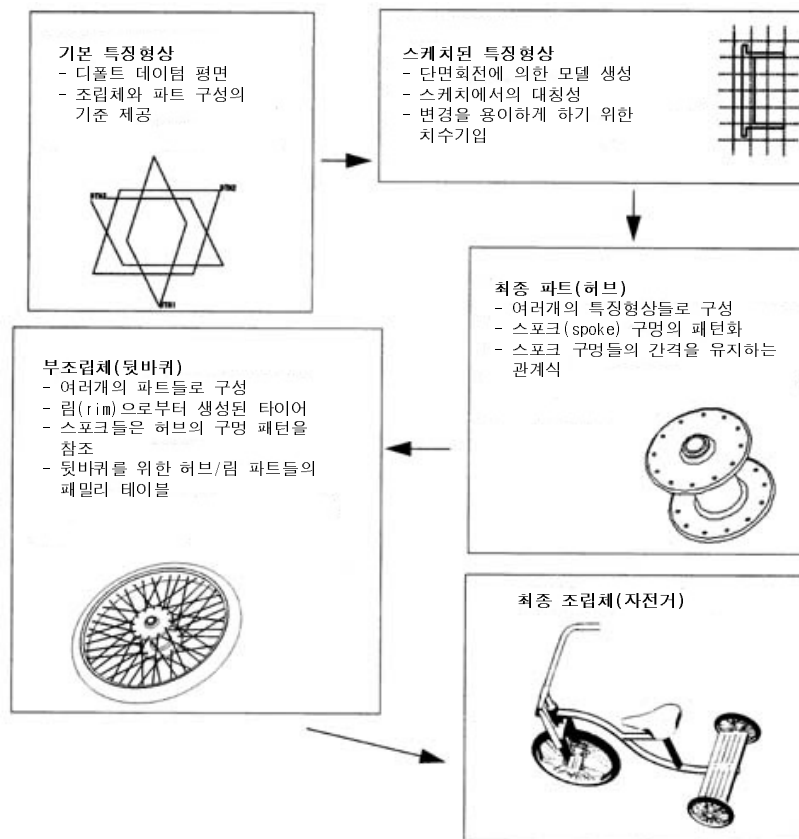 기본 특징형상
- 디폴트 데이텀 평면
- 조립체와 파트 구성의
기준 제공
DTM3
DTM2
DTM1
스케치된 특징형상
- 단면회전에 의한 모델 생성
- 스케치에서의 대칭성
- 변경을 용이하게 하기 위한
치수기입
최종 파트(허브)
- 여러개의 특징형상들로 구성
- 스포크(spoke) 구멍의 패턴화
- 스포크 구멍들의 간격을 유지하는
관계식
부조립체(뒷바퀴)
- 여러개의 파트들로 구성
- 림(rim)으로부터 생성된 타이어
- 스포크들은 허브의 구멍 패턴을
참조
- 뒷바퀴를 위한 허브/림 파트들의
패밀리 테이블
최종 조립체(자전거)